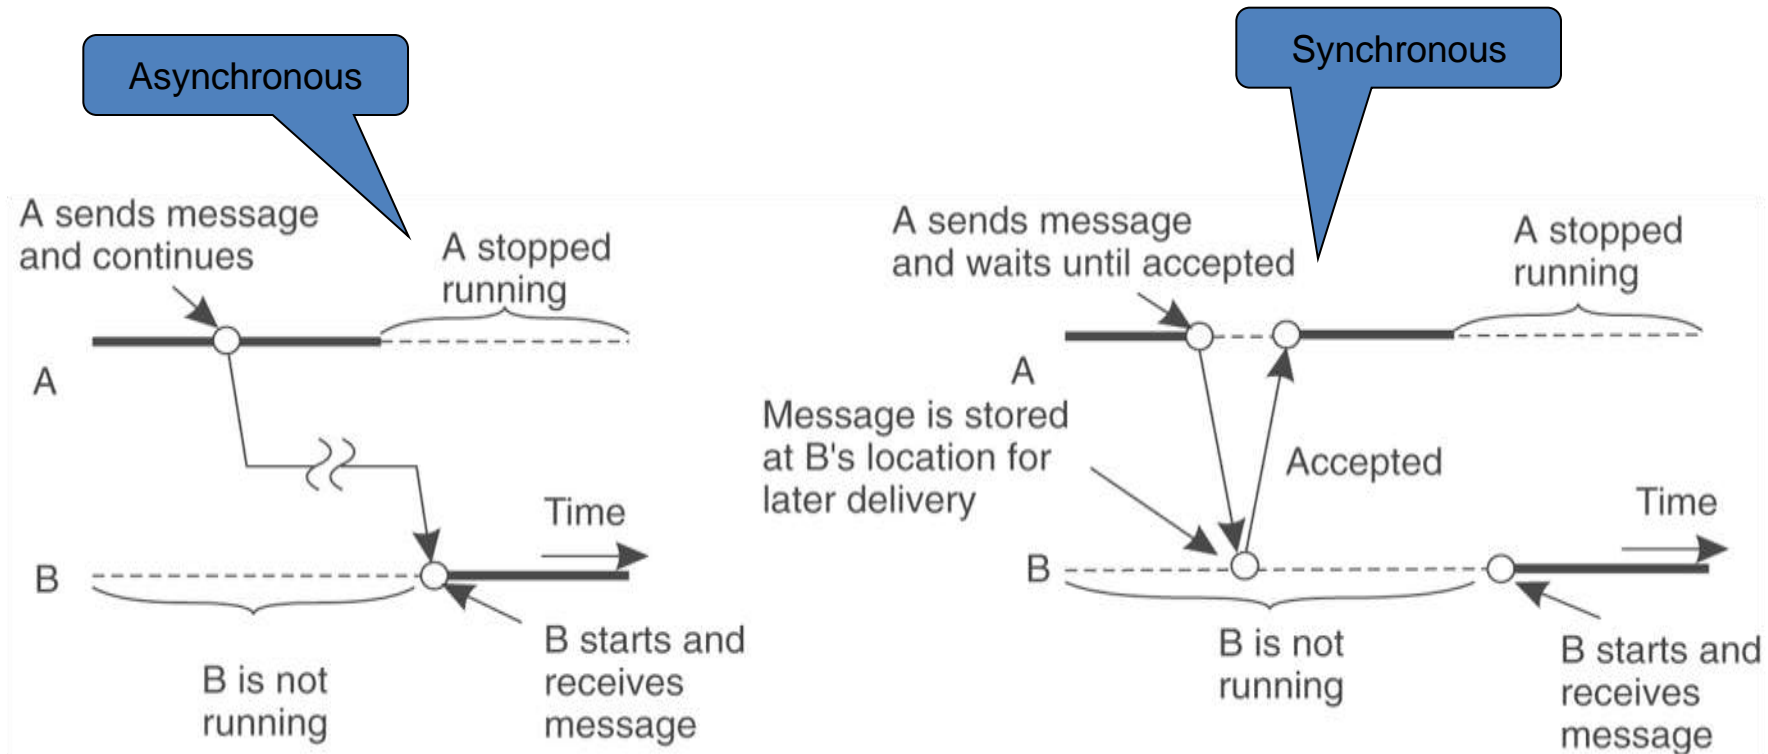 Asynchronous
A sends message
and continues
A stopped
running
A
Time
B
B is not
running
B starts and
receives
message
Synchronous
A sends message
and waits until accepted
A stopped
running
A
Message is stored
at B's location for
later delivery
Accepted
Time
B
B is not
running
B starts and
receives
message